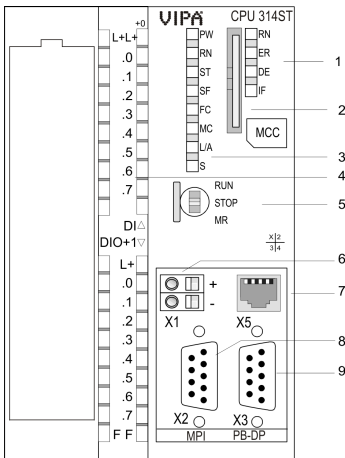 +0
L+L+
.0
.1
.2
.3
.4
.5
.6
.7
DI△
DIO+1▽
L+
.0
.1
.2
.3
.4
.5
.6
.7
F F
VIPA CPU 314ST
PW
RN
ST
SF
FC
MC
L/A
S
RN
ER
DE
IF
MCC
RUN
STOP
MR
X 2
3 4
+
-
X1
X5
X2
X3
MPI
PB-DP
1
2
3
4
5
6
7
8
9